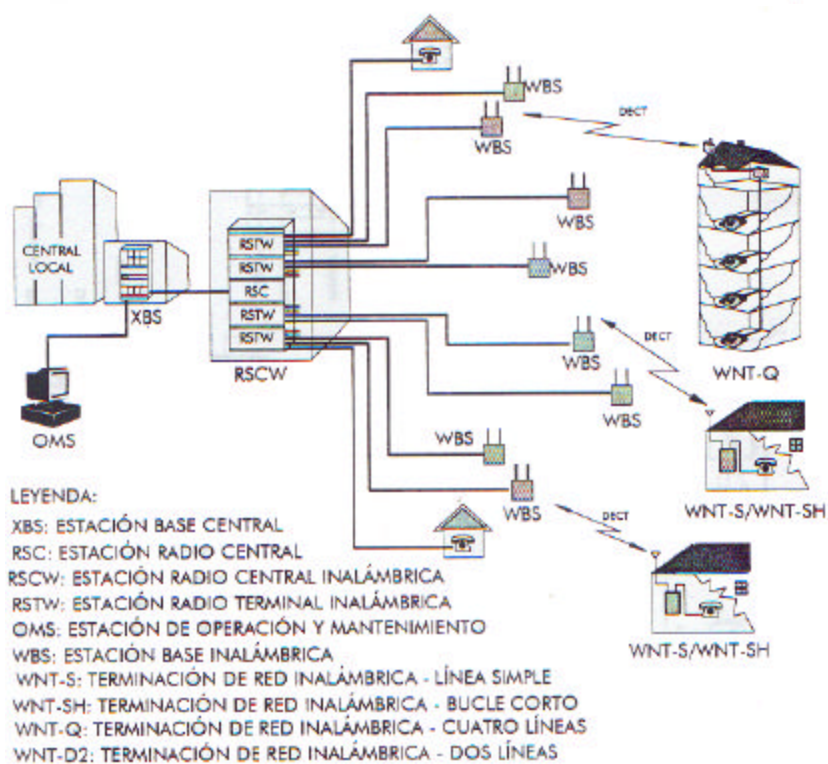 WBS
DECT
WBS
WBS
CENTRAL
LOCAL
RSTW
RSTW
RSC
RSTW
RSTW
WBS
XBS
RSCW
DECT
WBS
WNT-Q
WBS
OMS
WBS
WBS
DECT
WNT-S/WNT-SH
WNT-S/WNT-SH
LEYENDA:
XBS: ESTACIÓN BASE CENTRAL
RSC: ESTACIÓN RADIO CENTRAL
RSCW: ESTACIÓN RADIO CENTRAL INALÁMBRICA
RSTW: ESTACIÓN RADIO TERMINAL INALÁMBRICA
OMS: ESTACIÓN DE OPERACIÓN Y MANTENIMIENTO
WBS: ESTACIÓN BASE INALÁMBRICA
WNT-S: TERMINACIÓN DE RED INALÁMBRICA - LÍNEA SIMPLE
WNT-SH: TERMINACIÓN DE RED INALÁMBRICA - BUCLE CORTO
WNT-Q: TERMINACIÓN DE RED INALÁMBRICA - CUATRO LÍNEAS
WNT-D2: TERMINACIÓN DE RED INALÁMBRICA - DOS LÍNEAS